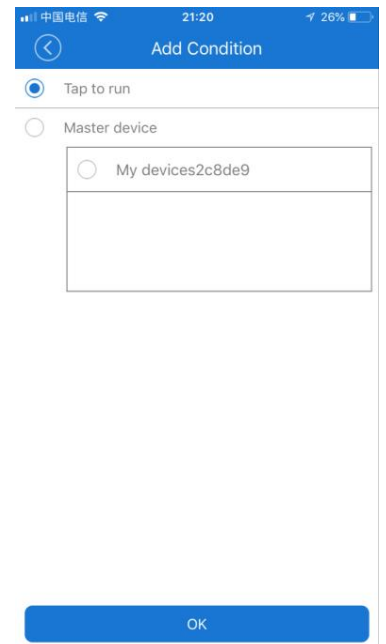 中国电信 21:20 26%
Add Condition
Tap to run
Master device
My devices2c8de9
OK